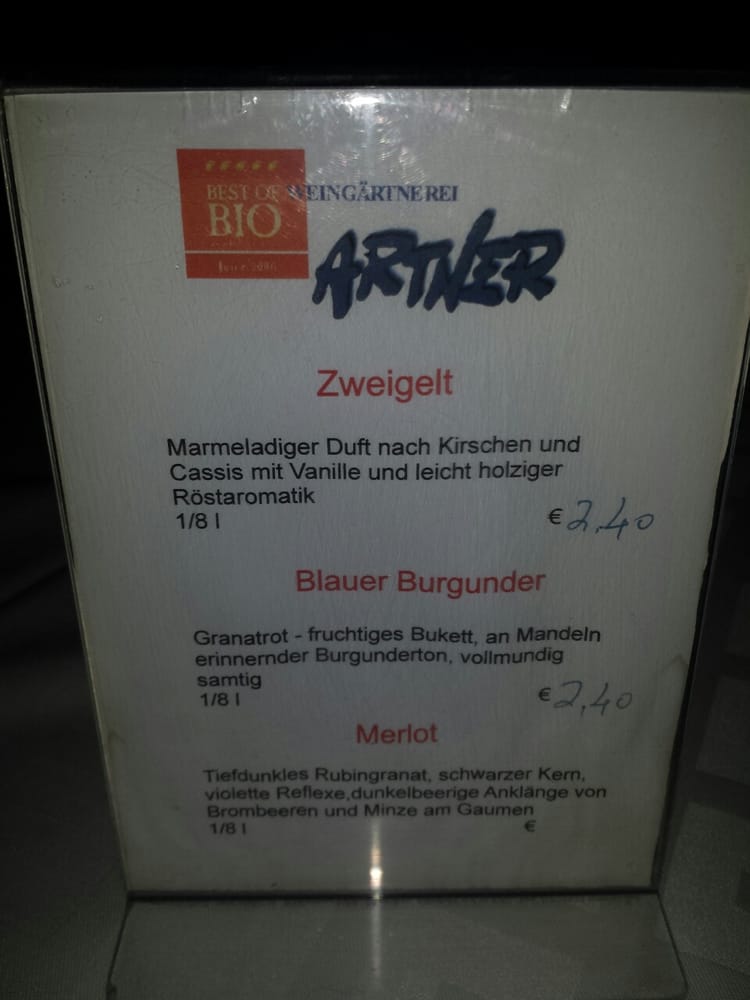 BEST OF
BIO
WEINGÄRTNEREI
ARTNER
Zweigelt
Marmeladiger Duft nach Kirschen und
Cassis mit Vanille und leicht holziger
Röstaromatik
1/8 l € 2,40
Blauer Burgunder
Granatrot - fruchtiges Bukett, an Mandeln
erinnernder Burgunderton, vollmundig
samtig
1/8 l € 2,40
Merlot
Tiefdunkles Rubingranat, schwarzer Kern,
violette Reflexe,dunkelbeerige Anklänge von
Brombeeren und Minze am Gaumen
1/8 l €